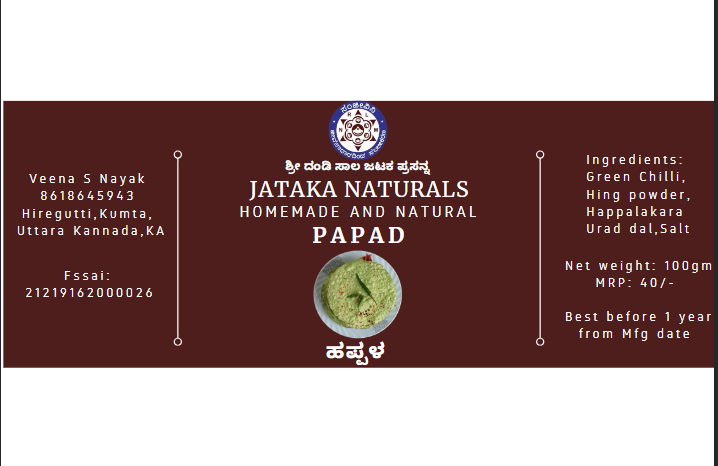 Veena S Nayak
8618645943
Hiregutti,Kumta,
Uttara Kannada,KA
Fssai:
21219162000026
ಸಂಜೀವಿನಿ
N R L M
ಶ್ರೀ ದಂಡಿ ಸಾಲ ಜಟಕ ಪ್ರಸನ್ನ
JATAKA NATURALS
HOMEMADE AND NATURAL
PAPAD
ಹಪ್ಪಳ
Ingredients:
Green Chilli,
Hing powder,
Happalakara
Urad dal,Salt
Net weight: 100gm
MRP: 40/-
Best before 1 year
from Mfg date